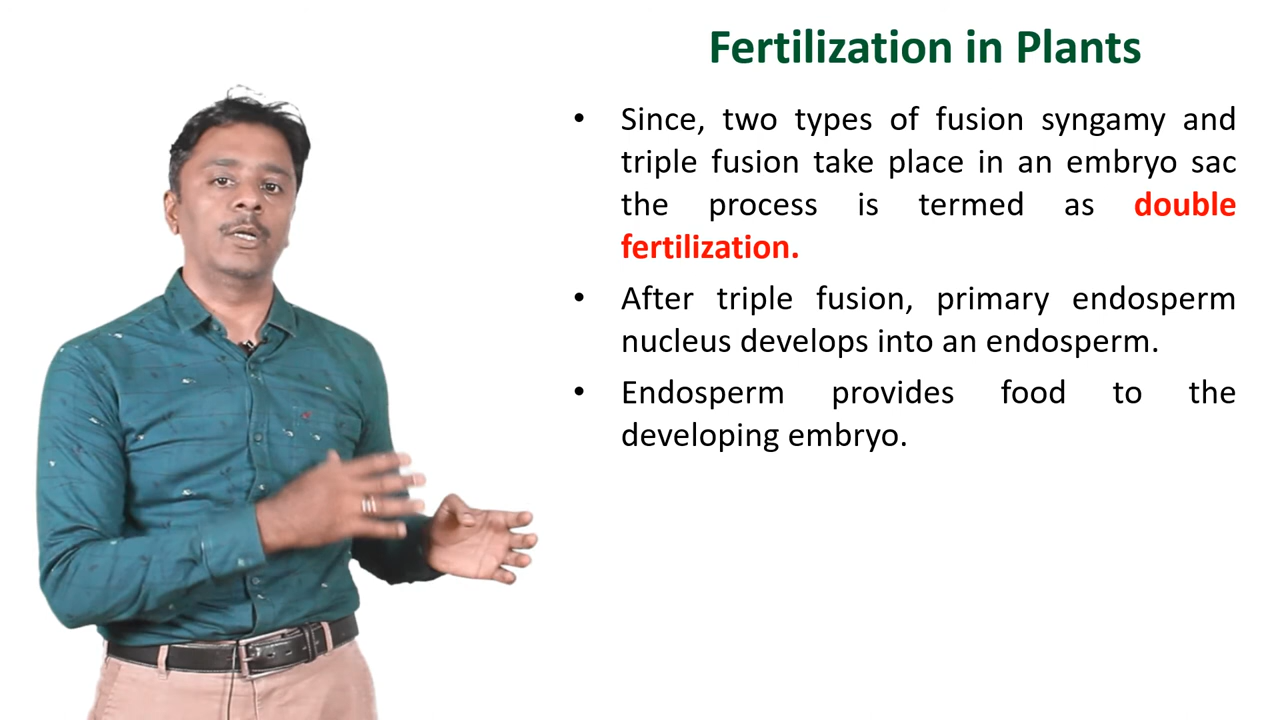 Fertilization in Plants
• Since, two types of fusion syngamy and
triple fusion take place in an embryo sac
the process is termed as double
fertilization.
• After triple fusion, primary endosperm
nucleus develops into an endosperm.
• Endosperm provides food to the
developing embryo.